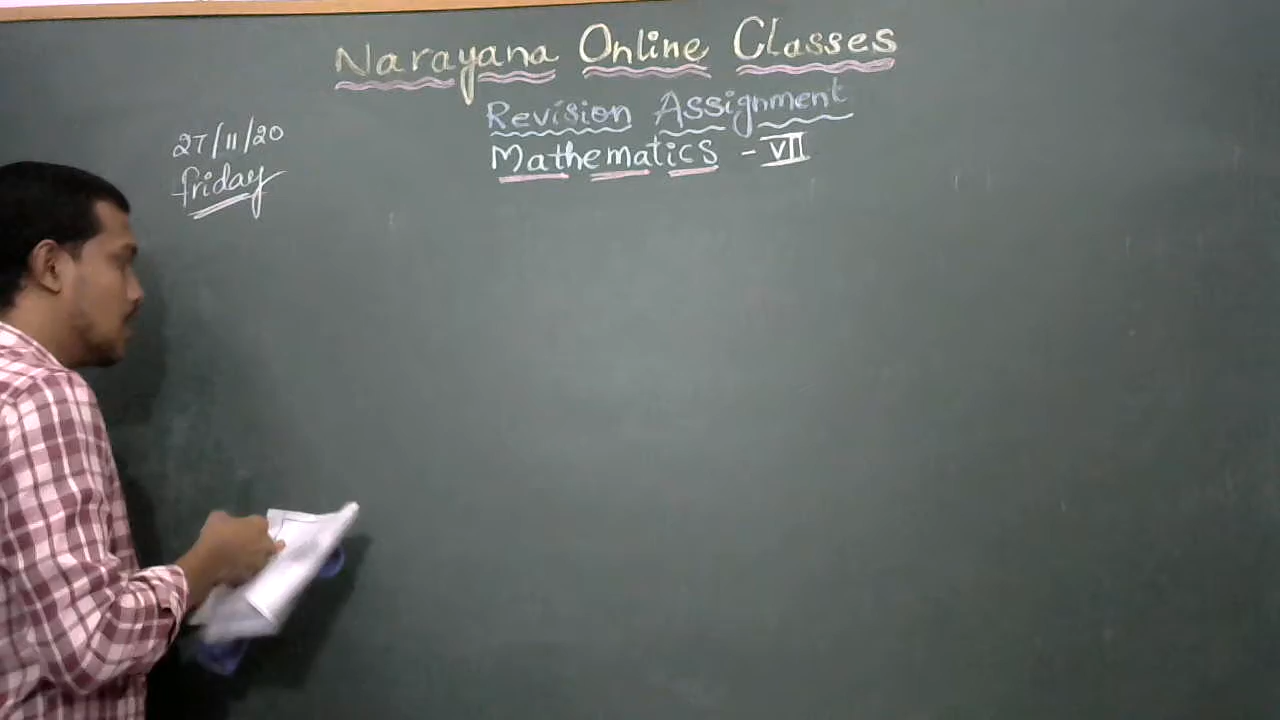 Narayana Online Classes
Revision Assignment
Mathematics - VII
27/11/20
friday